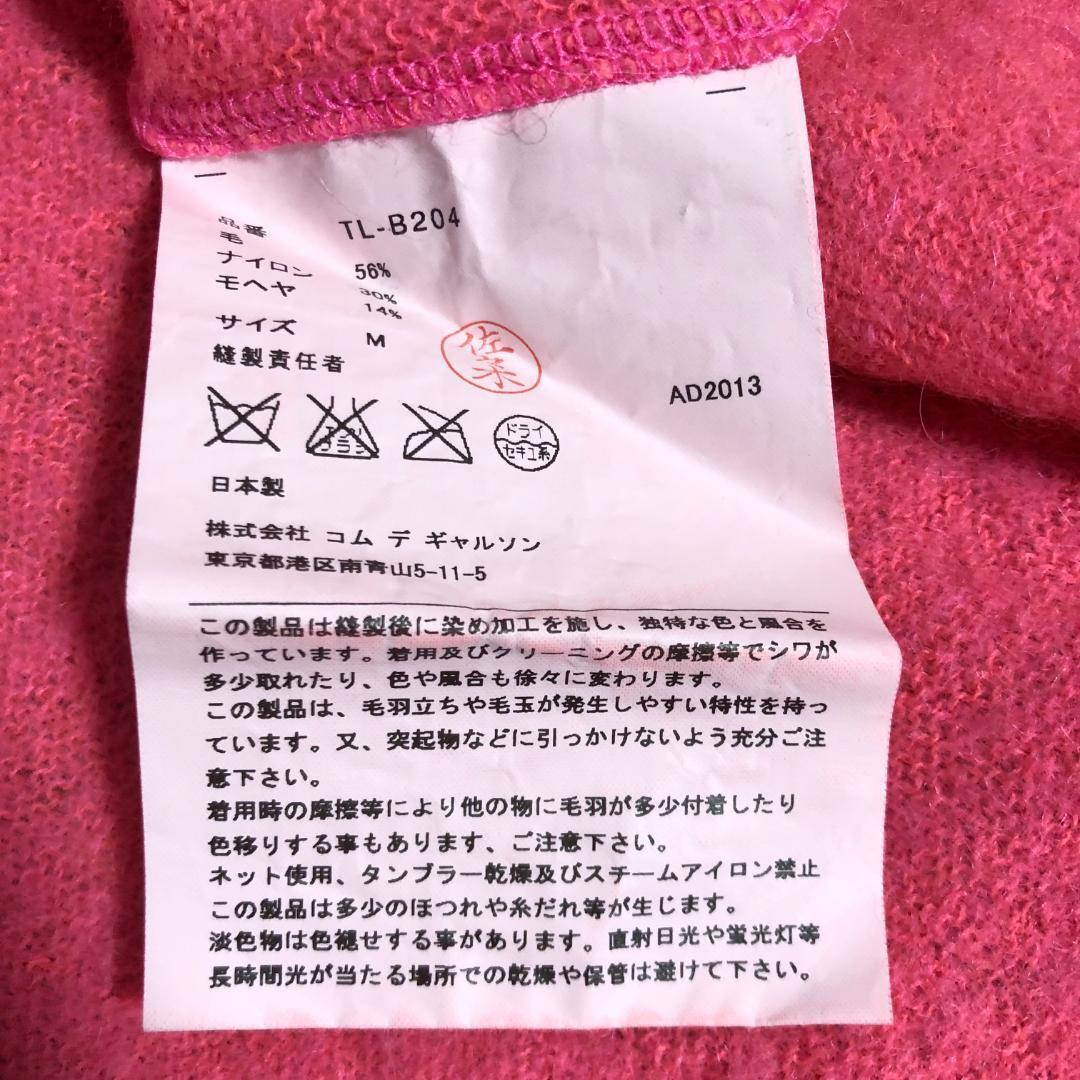 品番 TL-B204
毛 56%
ナイロン 30%
モヘヤ 14%
サイズ M
縫製責任者
AD2013
ドライ
セキユ系
日本製
株式会社 コム デ ギャルソン
東京都港区南青山5-11-5
この製品は縫製後に染め加工を施し、独特な色と風合を
作っています。着用及びクリーニングの摩擦等でシワが
多少取れたり、色や風合も徐々に変わります。
この製品は、毛羽立ちや毛玉が発生しやすい特性を持っ
ています。又、突起物などに引っかけないよう充分ご注
意下さい。
着用時の摩擦等により他の物に毛羽が多少付着したり
色移りする事もあります、ご注意下さい。
ネット使用、タンブラー乾燥及びスチームアイロン禁止
この製品は多少のほつれや糸だれ等が生じます。
淡色物は色褪せする事があります。直射日光や蛍光灯等
長時間光が当たる場所での乾燥や保管は避けて下さい。